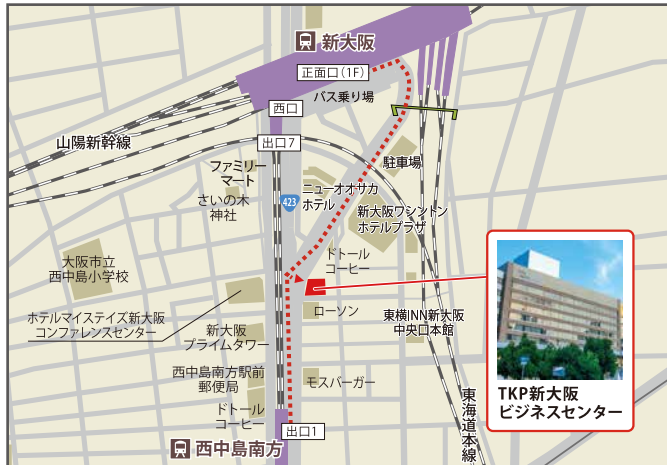 新大阪
正面口(1F)
バス乗り場
西口
山陽新幹線
出口7
駐車場
ファミリー
マート
さいの木
神社
423
ニューオオサカ
ホテル
新大阪ワシントン
ホテルプラザ
大阪市立
西中島小学校
ドトール
コーヒー
ホテルマイステイズ新大阪
コンファレンスセンター
ローソン
東横INN新大阪
中央口本館
新大阪
プライムタワー
西中島南方駅前
郵便局
モスバーガー
ドトール
コーヒー
出口1
西中島南方
東海道本線
TKP新大阪
ビジネスセンター